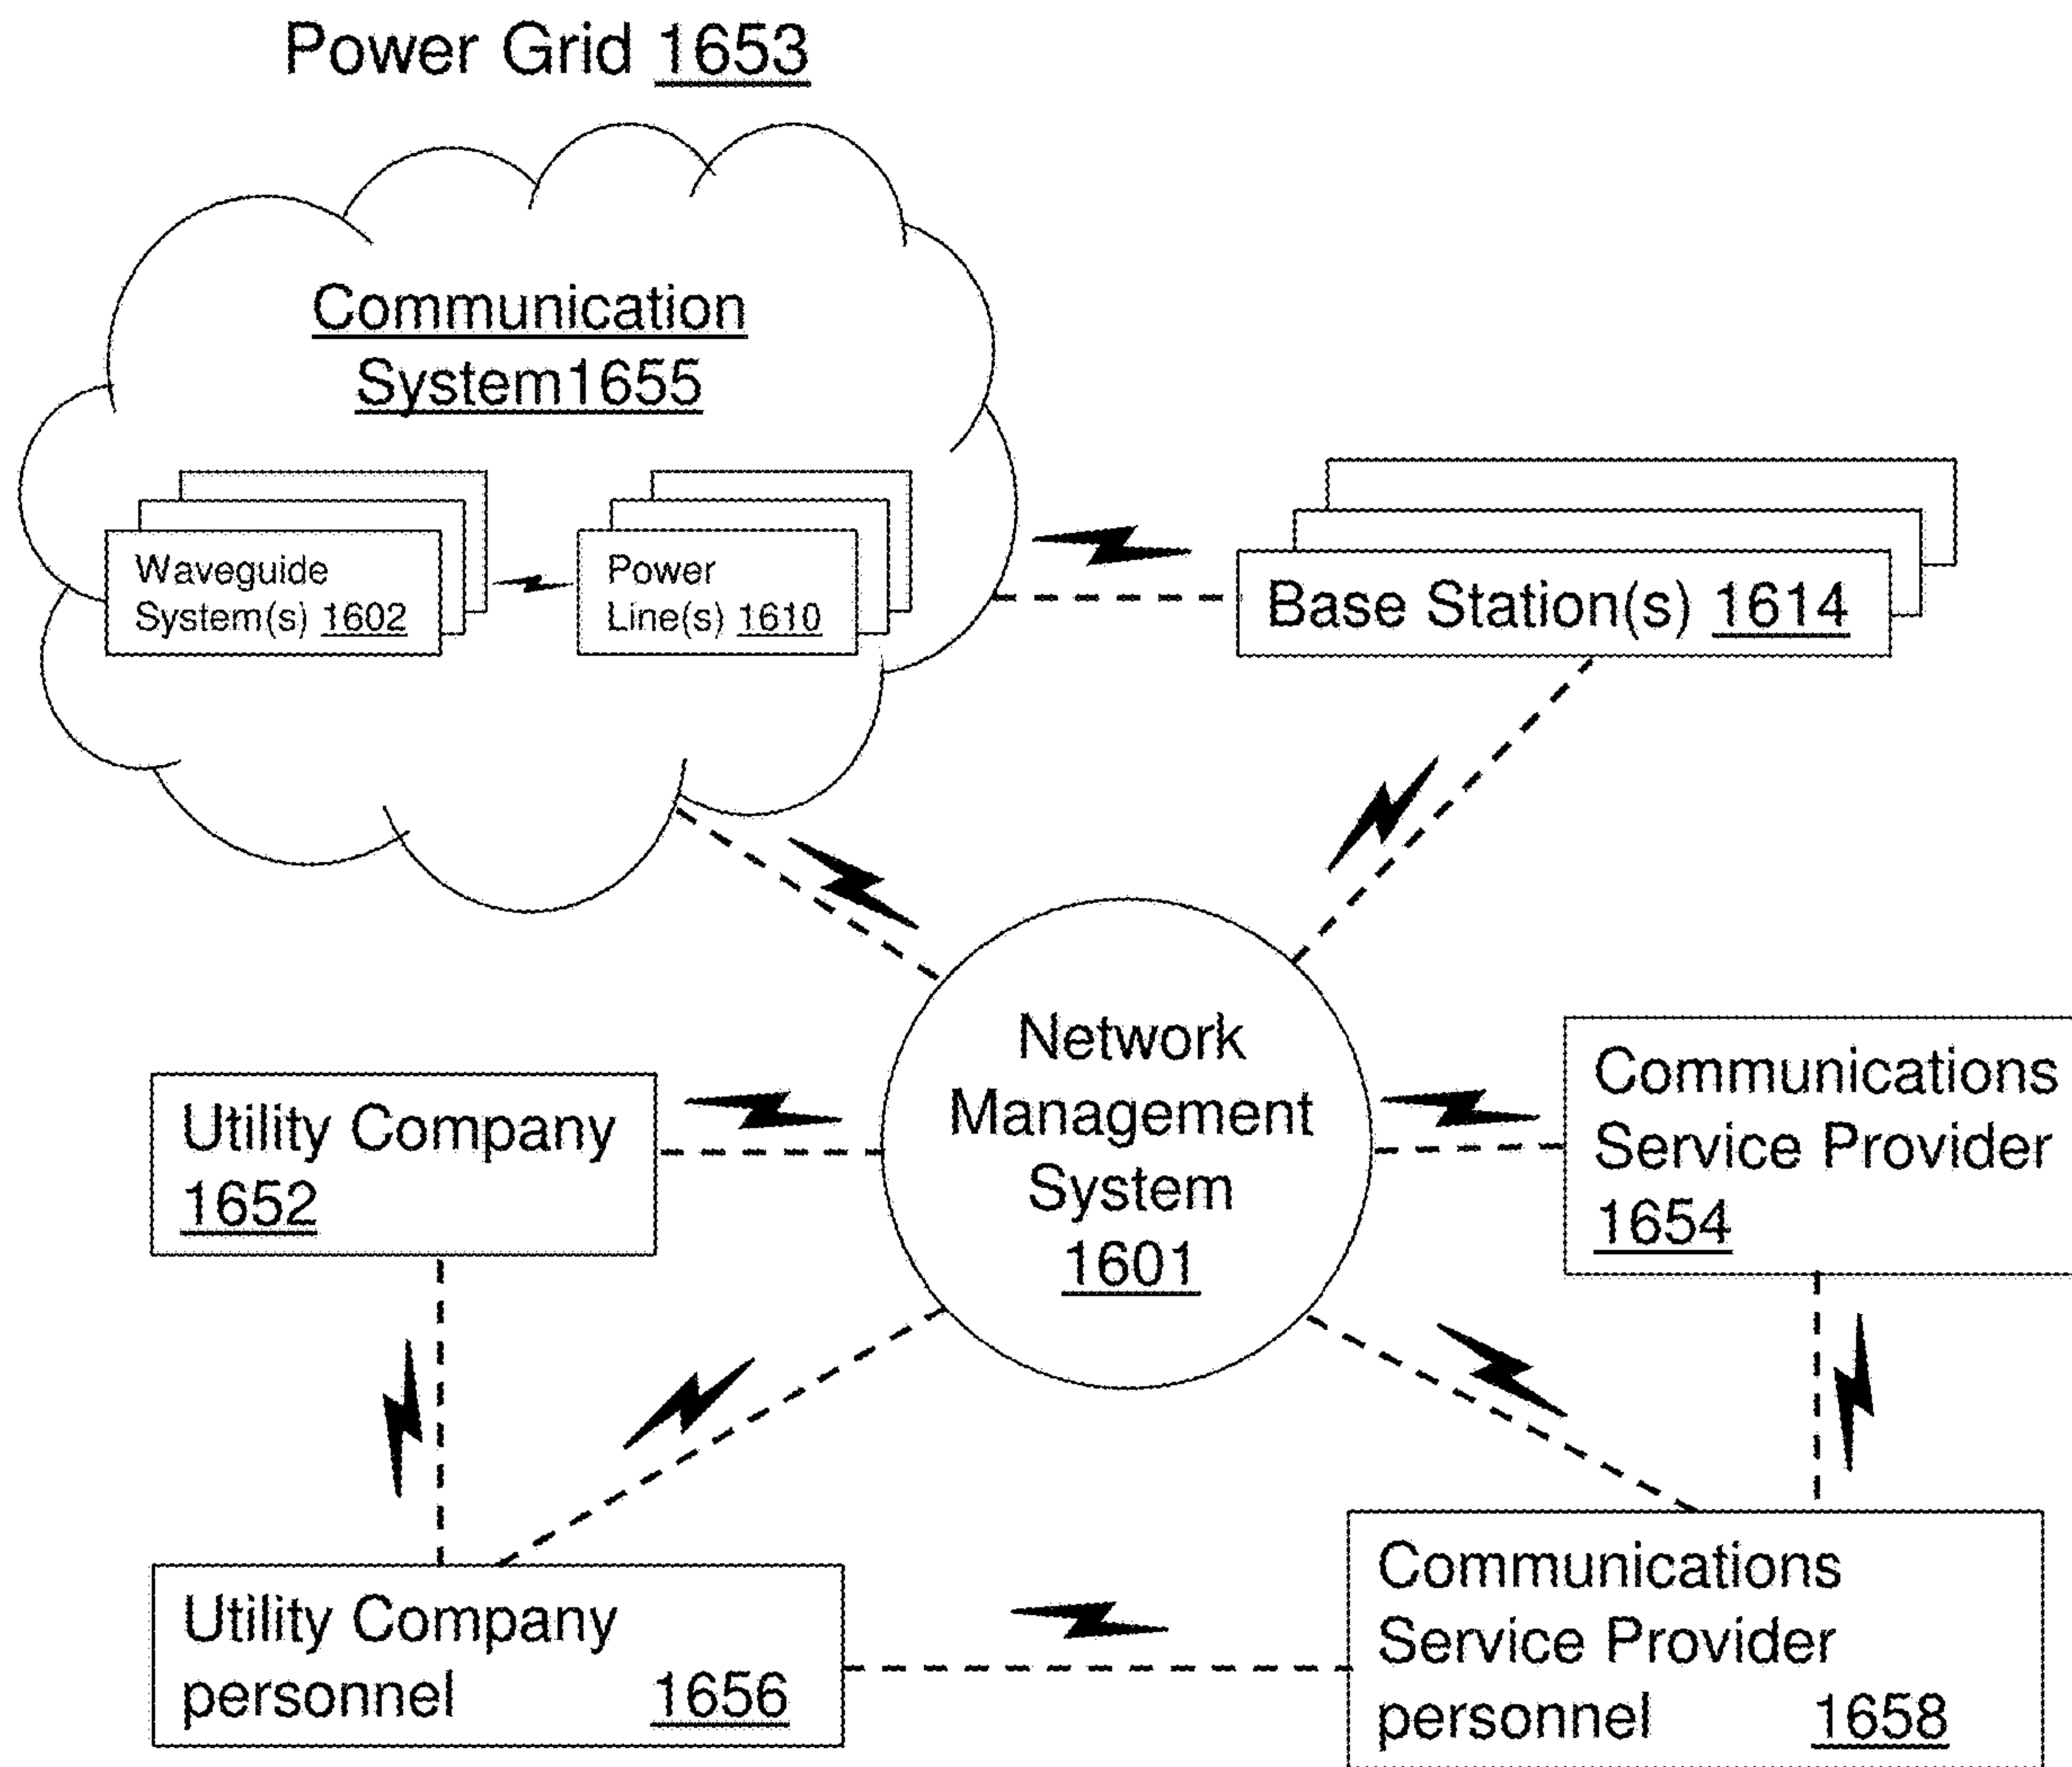 Power Grid 1653
Communication
System1655
Waveguide
System(s) 1602
Power
Line(s) 1610
Base Station(s) 1614
Network
Management
System
1601
Utility Company
1652
Communications
Service Provider
1654
Utility Company
personnel 1656
Communications
Service Provider
personnel 1658